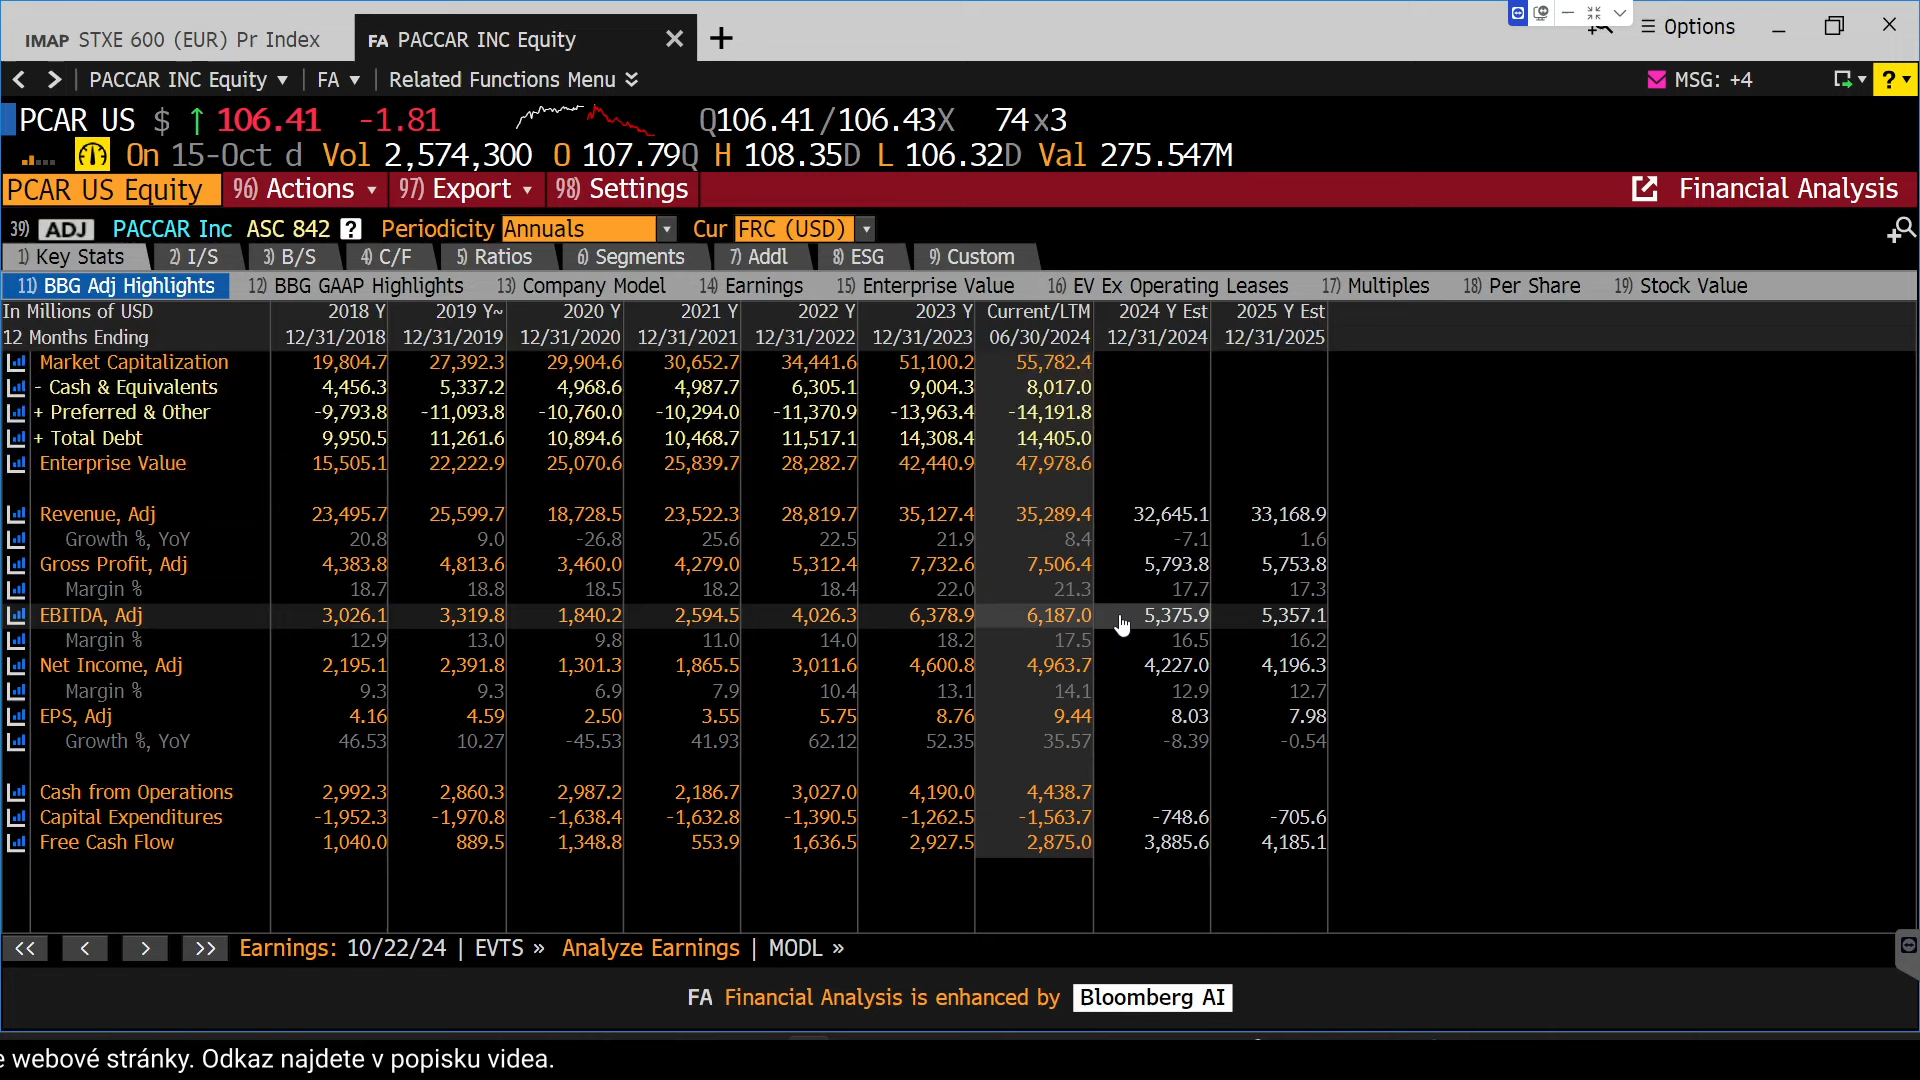 IMAP STXE 600 (EUR) Pr Index FA PACCAR INC Equity Options
PACCAR INC Equity FA Related Functions Menu MSG: +4 ?
PCAR US $ ↑ 106.41 -1.81 Q106.41/106.43X 74x3
On 15-Oct d Vol 2,574,300 O 107.79Q H 108.35D L 106.32D Val 275.547M
PCAR US Equity 96) Actions 97) Export 98) Settings Financial Analysis
39) ADJ PACCAR Inc ASC 842 ? Periodicity Annuals Cur FRC (USD)
1) Key Stats 2) I/S 3) B/S 4) C/F 5) Ratios 6) Segments 7) Addl 8) ESG 9) Custom
11) BBG Adj Highlights 12) BBG GAAP Highlights 13) Company Model 14) Earnings 15) Enterprise Value 16) EV Ex Operating Leases 17) Multiples 18) Per Share 19) Stock Value
In Millions of USD 2018 Y 2019 Y~ 2020 Y 2021 Y 2022 Y 2023 Y Current/LTM 2024 Y Est 2025 Y Est
12 Months Ending 12/31/2018 12/31/2019 12/31/2020 12/31/2021 12/31/2022 12/31/2023 06/30/2024 12/31/2024 12/31/2025
Market Capitalization 19,804.7 27,392.3 29,904.6 30,652.7 34,441.6 51,100.2 55,782.4
- Cash & Equivalents 4,456.3 5,337.2 4,968.6 4,987.7 6,305.1 9,004.3 8,017.0
+ Preferred & Other -9,793.8 -11,093.8 -10,760.0 -10,294.0 -11,370.9 -13,963.4 -14,191.8
+ Total Debt 9,950.5 11,261.6 10,894.6 10,468.7 11,517.1 14,308.4 14,405.0
Enterprise Value 15,505.1 22,222.9 25,070.6 25,839.7 28,282.7 42,440.9 47,978.6
Revenue, Adj 23,495.7 25,599.7 18,728.5 23,522.3 28,819.7 35,127.4 35,289.4 32,645.1 33,168.9
Growth %, YoY 20.8 9.0 -26.8 25.6 22.5 21.9 8.4 -7.1 1.6
Gross Profit, Adj 4,383.8 4,813.6 3,460.0 4,279.0 5,312.4 7,732.6 7,506.4 5,793.8 5,753.8
Margin % 18.7 18.8 18.5 18.2 18.4 22.0 21.3 17.7 17.3
EBITDA, Adj 3,026.1 3,319.8 1,840.2 2,594.5 4,026.3 6,378.9 6,187.0 5,375.9 5,357.1
Margin % 12.9 13.0 9.8 11.0 14.0 18.2 17.5 16.5 16.2
Net Income, Adj 2,195.1 2,391.8 1,301.3 1,865.5 3,011.6 4,600.8 4,963.7 4,227.0 4,196.3
Margin % 9.3 9.3 6.9 7.9 10.4 13.1 14.1 12.9 12.7
EPS, Adj 4.16 4.59 2.50 3.55 5.75 8.76 9.44 8.03 7.98
Growth %, YoY 46.53 10.27 -45.53 41.93 62.12 52.35 35.57 -8.39 -0.54
Cash from Operations 2,992.3 2,860.3 2,987.2 2,186.7 3,027.0 4,190.0 4,438.7
Capital Expenditures -1,952.3 -1,970.8 -1,638.4 -1,632.8 -1,390.5 -1,262.5 -1,563.7 -748.6 -705.6
Free Cash Flow 1,040.0 889.5 1,348.8 553.9 1,636.5 2,927.5 2,875.0 3,885.6 4,185.1
<< < > >> Earnings: 10/22/24 | EVTS » Analyze Earnings | MODL »
FA Financial Analysis is enhanced by Bloomberg AI
e webové stránky. Odkaz najdete v popisku videa.